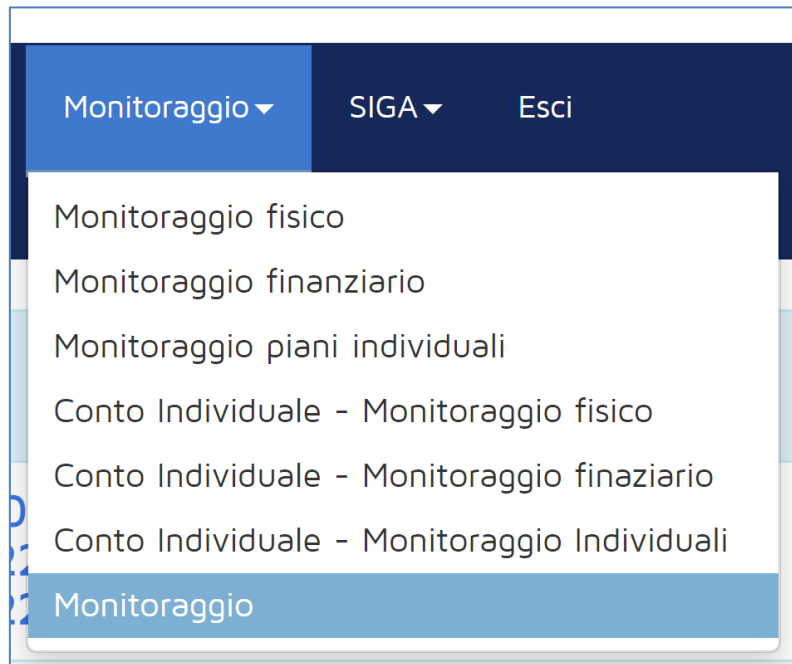 Monitoraggio SIGA Esci
Monitoraggio fisico
Monitoraggio finanziario
Monitoraggio piani individuali
Conto Individuale - Monitoraggio fisico
Conto Individuale - Monitoraggio finaziario
Conto Individuale - Monitoraggio Individuali
Monitoraggio